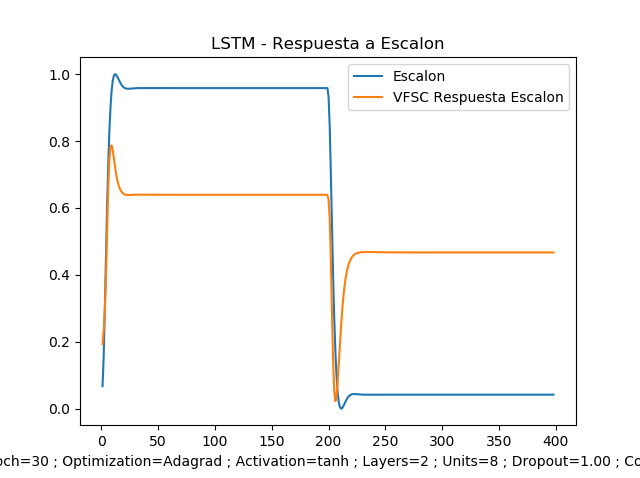 LSTM - Respuesta a Escalon
Escalon
VFSC Respuesta Escalon
1.0
0.8
0.6
0.4
0.2
0.0
0 50 100 150 200 250 300 350 400
och=30 ; Optimization=Adagrad ; Activation=tanh ; Layers=2 ; Units=8 ; Dropout=1.00 ; Co